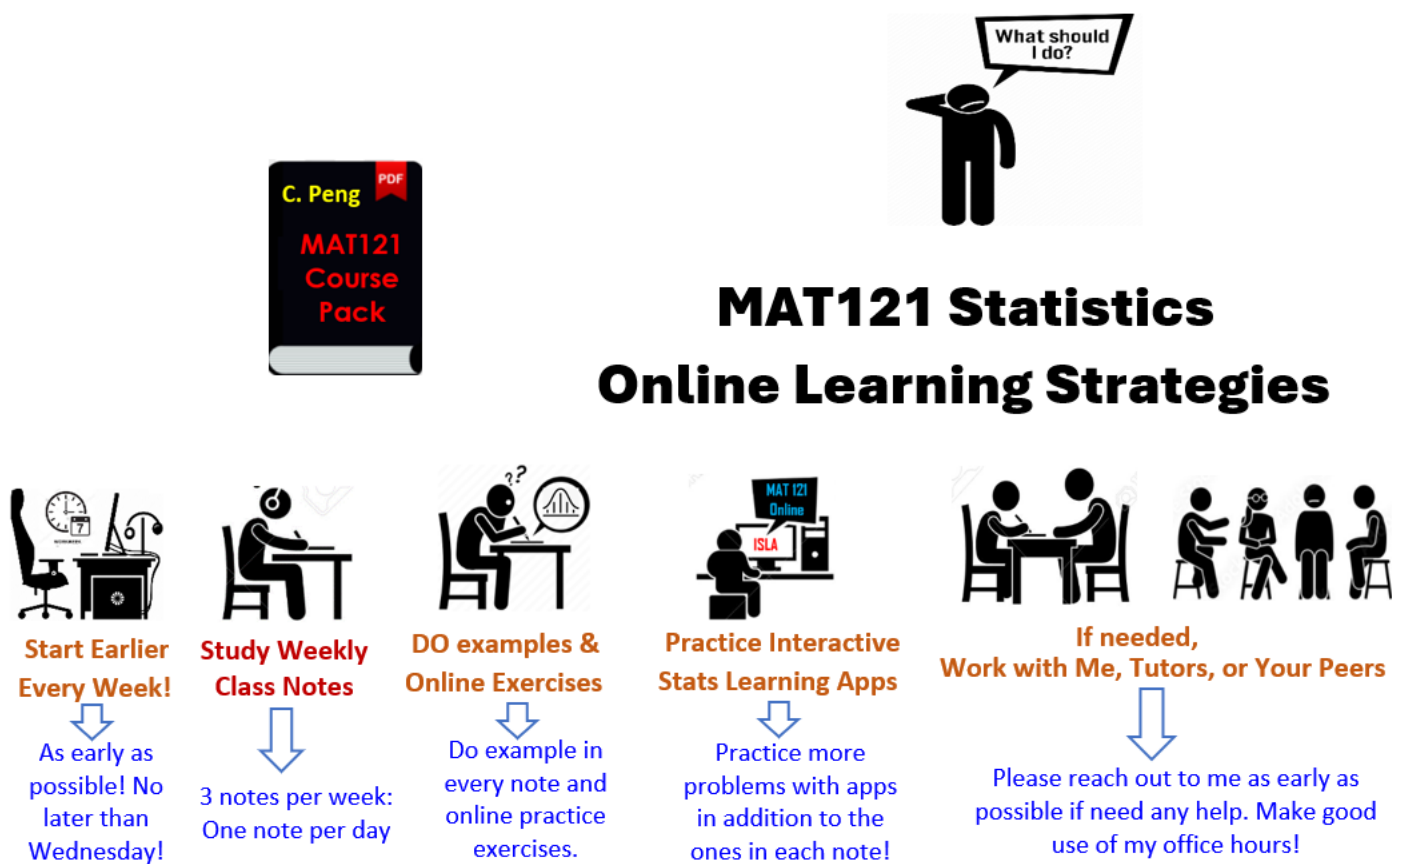 What should
I do?
PDF
C. Peng
MAT121
Course
Pack
MAT121 Statistics
Online Learning Strategies
7
??
MAT 121
Online
ISLA
Start Earlier
Every Week!
As early as
possible! No
later than
Wednesday!
Study Weekly
Class Notes
3 notes per week:
One note per day
DO examples &
Online Exercises
Do example in
every note and
online practice
exercises.
Practice Interactive
Stats Learning Apps
Practice more
problems with apps
in addition to the
ones in each note!
If needed,
Work with Me, Tutors, or Your Peers
Please reach out to me as early as
possible if need any help. Make good
use of my office hours!